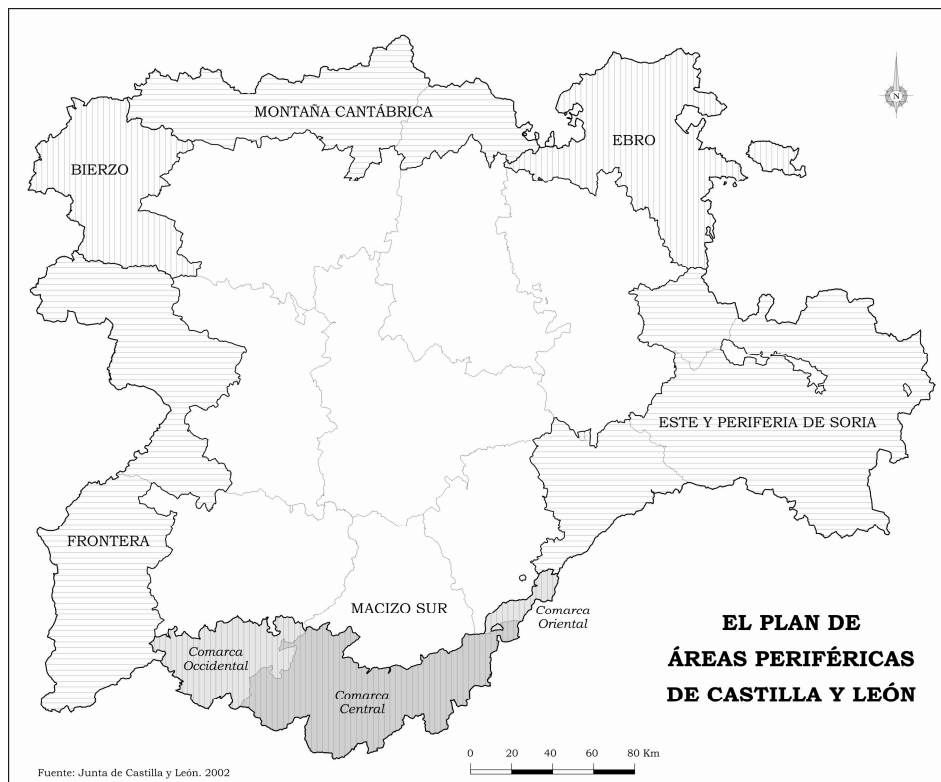 MONTAÑA CANTÁBRICA
EBRO
N
BIERZO
ESTE Y PERIFERIA DE SORIA
FRONTERA
MACIZO SUR
Comarca
Oriental
Comarca
Occidental
Comarca
Central
EL PLAN DE
ÁREAS PERIFÉRICAS
DE CASTILLA Y LEÓN
0 20 40 60 80 Km
Fuente: Junta de Castilla y León. 2002